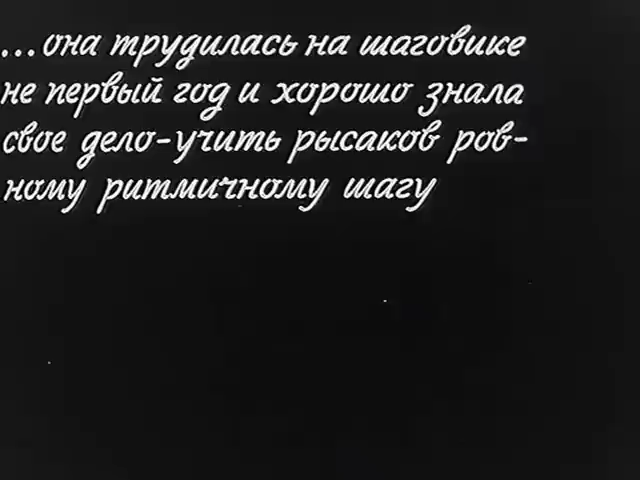 ...она трудилась на шаговике
не первый год и хорошо знала
свое дело-учить рысаков ров-
ному ритмичному шагу